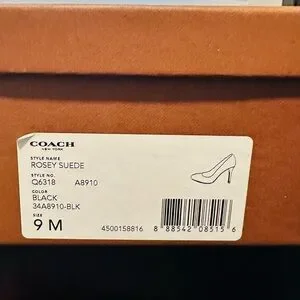 COACH
NEW YORK
STYLE NAME
ROSEY SUEDE
STYLE NO.
Q6318 A8910
COLOR
BLACK
34A8910-BLK
SIZE
9 M
4500158816 8 88542 08515 6